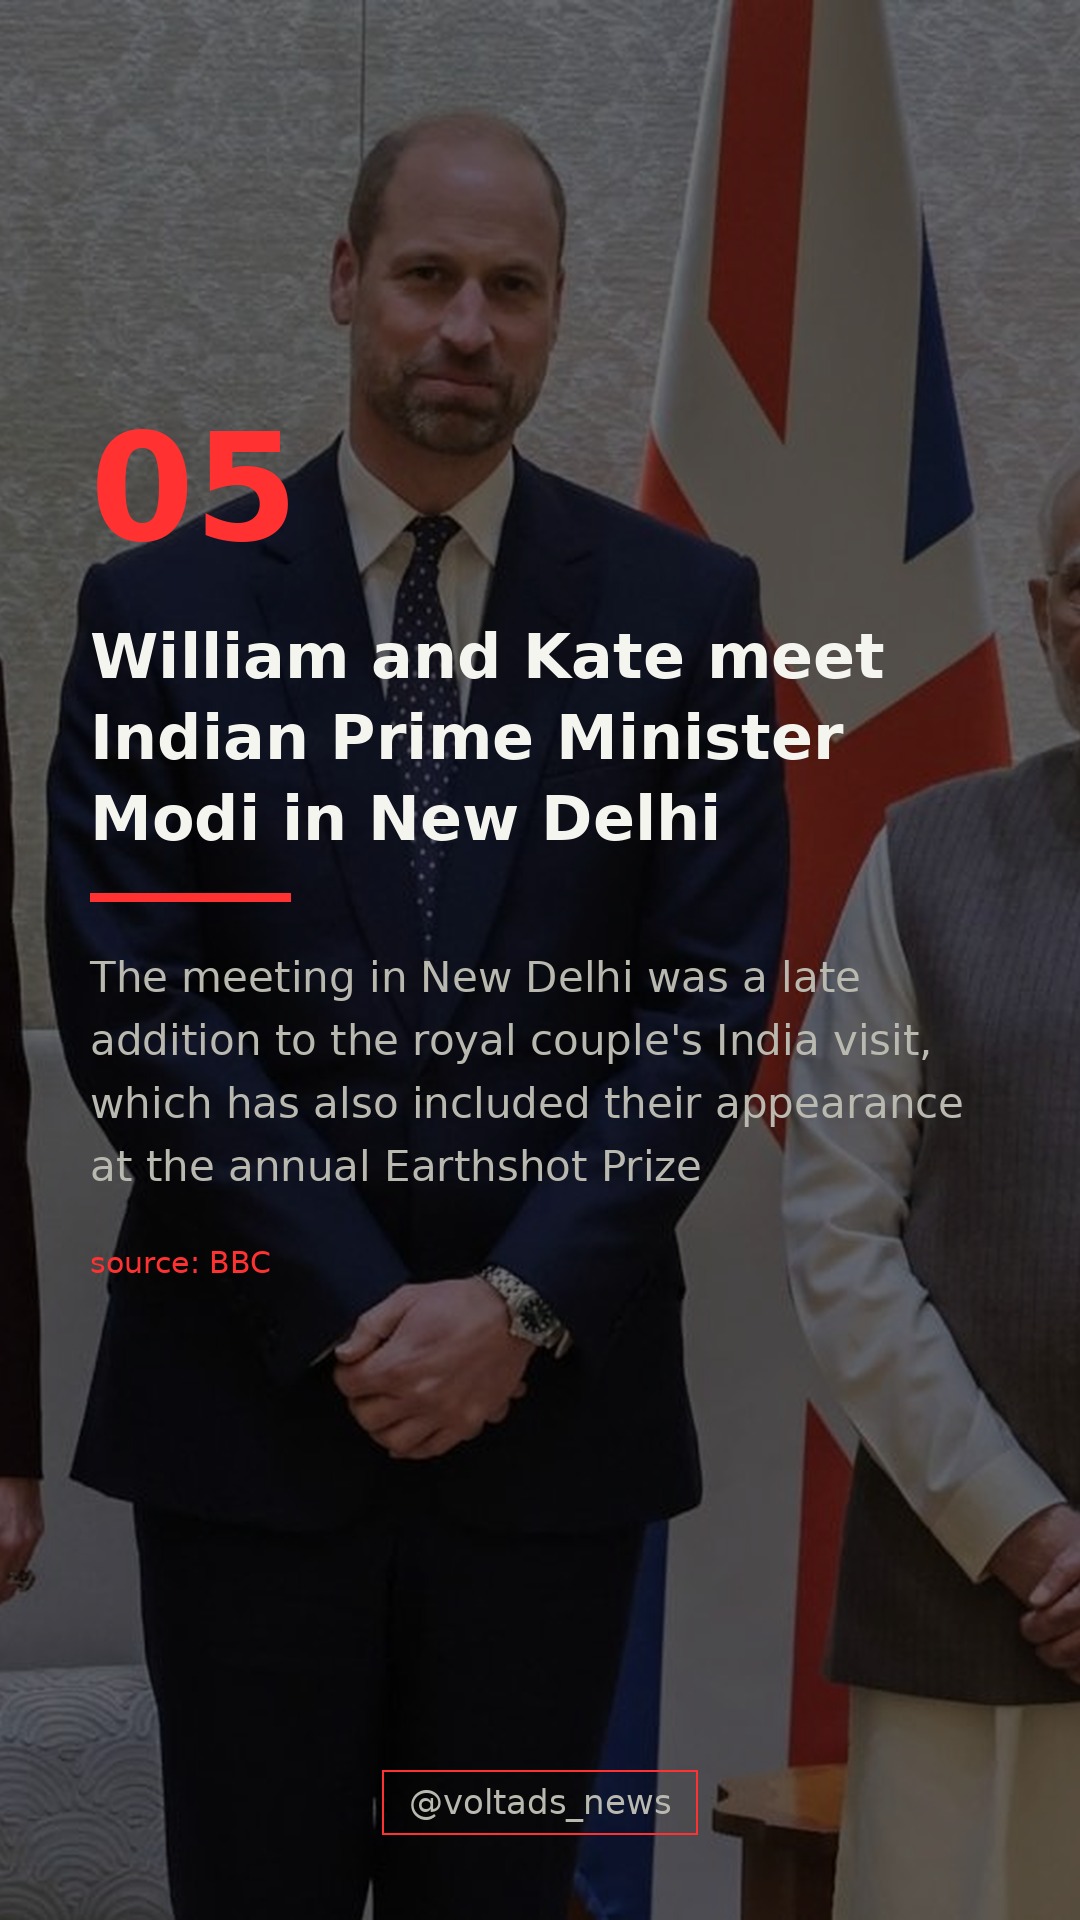 05
William and Kate meet
Indian Prime Minister
Modi in New Delhi
The meeting in New Delhi was a late
addition to the royal couple's India visit,
which has also included their appearance
at the annual Earthshot Prize
source: BBC
@voltads_news